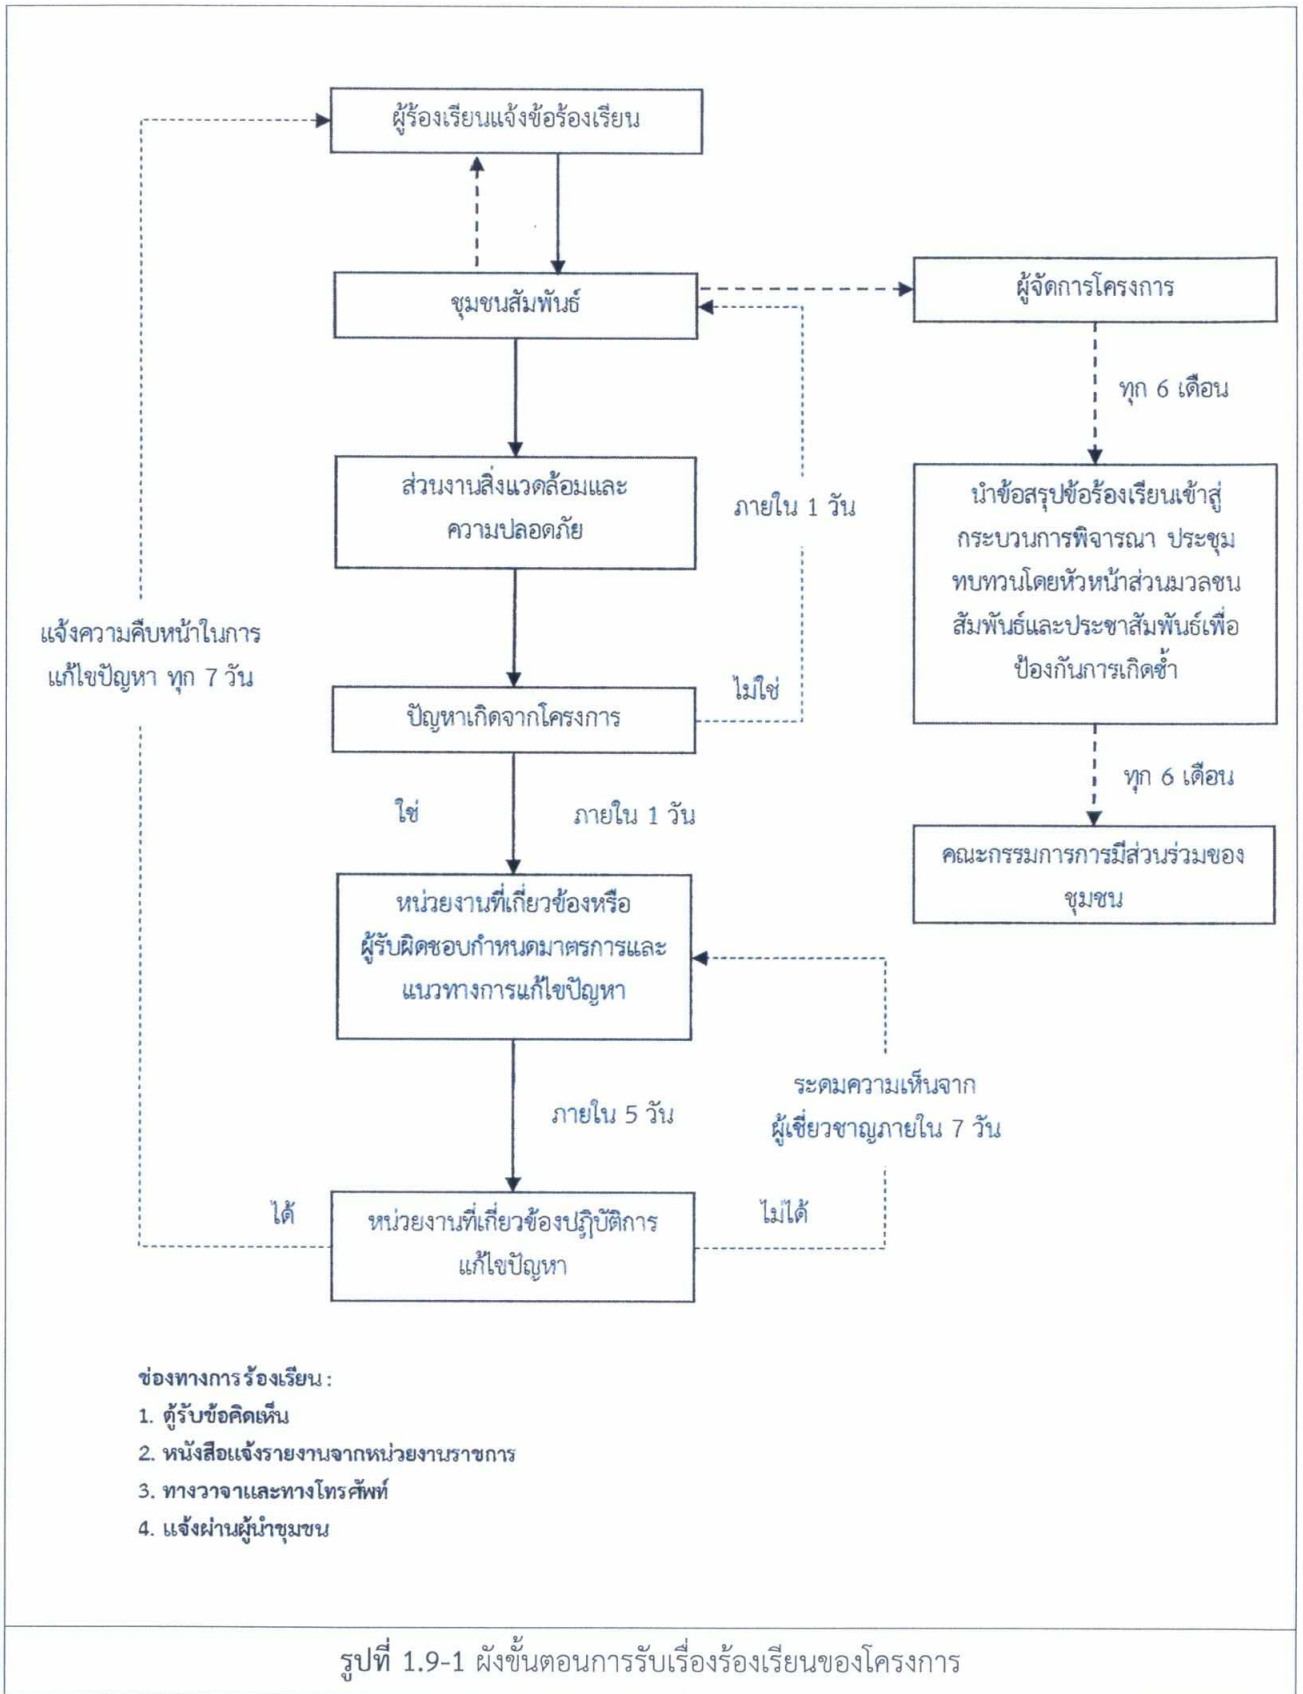 ผู้ร้องเรียนแจ้งข้อร้องเรียน
ชุมชนสัมพันธ์
ผู้จัดการโครงการ
ทุก 6 เดือน
ส่วนงานสิ่งแวดล้อมและ
ความปลอดภัย
ภายใน 1 วัน
นำข้อสรุปข้อร้องเรียนเข้าสู่
กระบวนการพิจารณา ประชุม
ทบทวนโดยหัวหน้าส่วนมวลชน
สัมพันธ์และประชาสัมพันธ์เพื่อ
ป้องกันการเกิดซ้ำ
แจ้งความคืบหน้าในการ
แก้ไขปัญหา ทุก 7 วัน
ปัญหาเกิดจากโครงการ
ไม่ใช่
ทุก 6 เดือน
ใช่
ภายใน 1 วัน
คณะกรรมการการมีส่วนร่วมของ
ชุมชน
หน่วยงานที่เกี่ยวข้องหรือ
ผู้รับผิดชอบกำหนดมาตรการและ
แนวทางการแก้ไขปัญหา
ภายใน 5 วัน
ระดมความเห็นจาก
ผู้เชี่ยวชาญภายใน 7 วัน
ได้
หน่วยงานที่เกี่ยวข้องปฏิบัติการ
แก้ไขปัญหา
ไม่ได้
ช่องทางการร้องเรียน :
1. ตู้รับข้อคิดเห็น
2. หนังสือแจ้งรายงานจากหน่วยงานราชการ
3. ทางวาจาและทางโทรศัพท์
4. แจ้งผ่านผู้นำชุมชน
รูปที่ 1.9-1 ผังขั้นตอนการรับเรื่องร้องเรียนของโครงการ